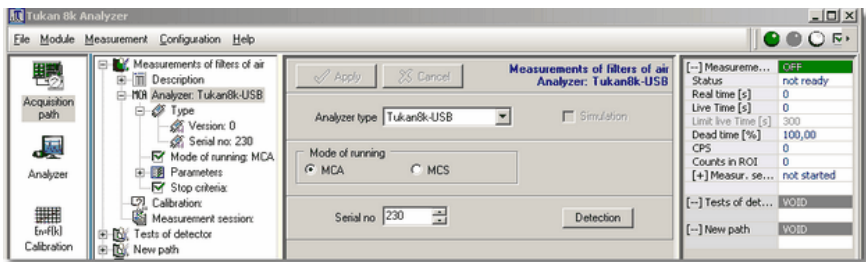 Tukan 8k Analyzer
File Module Measurement Configuration Help
Acquisition
path
Analyzer
E=f(k)
Calibration
Measurements of filters of air
Description
MCA Analyzer: Tukan8k-USB
Type
Version: 0
Serial no: 230
Mode of running: MCA
Parameters
Stop criteria:
Calibration:
Measurement session:
Tests of detector
New path
Apply Cancel
Measurements of filters of air
Analyzer: Tukan8k-USB
Analyzer type Tukan8k-USB Simulation
Mode of running
MCA MCS
Serial no 230 Detection
[--] Measureme... OFF
Status not ready
Real time [s] 0
Live Time [s] 0
Limit live Time [s] 300
Dead time [%] 100,00
CPS 0
Counts in ROI 0
[+] Measur. se... not started
[--] Tests of det... VOID
[--] New path VOID